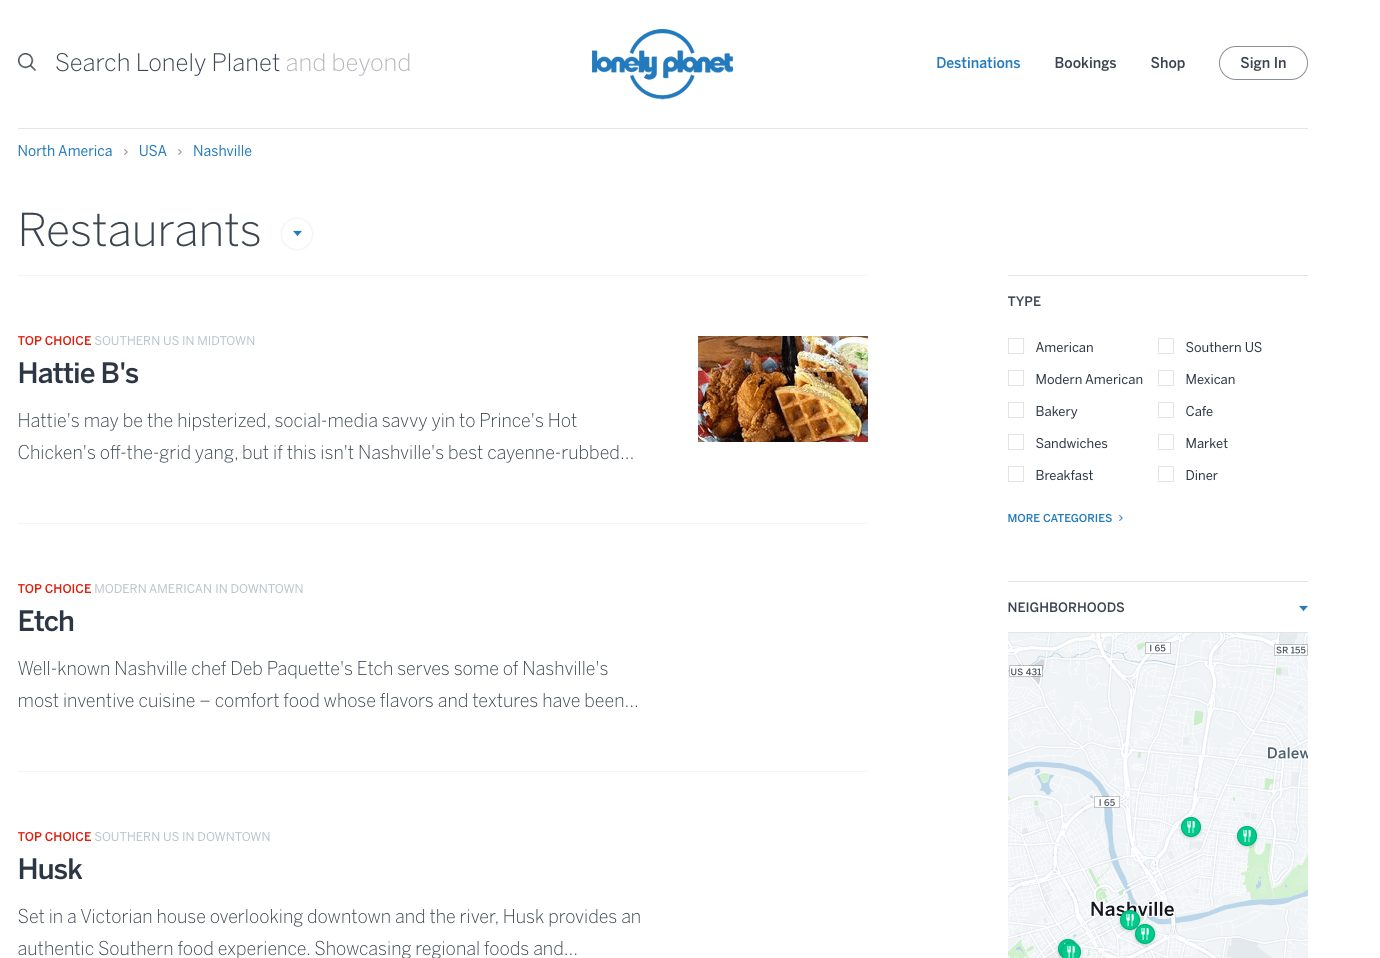 Search Lonely Planet and beyond
lonely planet
Destinations
Bookings
Shop
Sign In
North America > USA > Nashville
Restaurants
TOP CHOICE SOUTHERN US IN MIDTOWN
Hattie B's
Hattie's may be the hipsterized, social-media savvy yin to Prince's Hot
Chicken's off-the-grid yang, but if this isn't Nashville's best cayenne-rubbed...
TOP CHOICE MODERN AMERICAN IN DOWNTOWN
Etch
Well-known Nashville chef Deb Paquette's Etch serves some of Nashville's
most inventive cuisine – comfort food whose flavors and textures have been...
TOP CHOICE SOUTHERN US IN DOWNTOWN
Husk
Set in a Victorian house overlooking downtown and the river, Husk provides an
authentic Southern food experience. Showcasing regional foods and...
TYPE
American
Southern US
Modern American
Mexican
Bakery
Cafe
Sandwiches
Market
Breakfast
Diner
MORE CATEGORIES >
NEIGHBORHOODS
I 65
SR 155
US 431
Dalew
I 65
Nashville